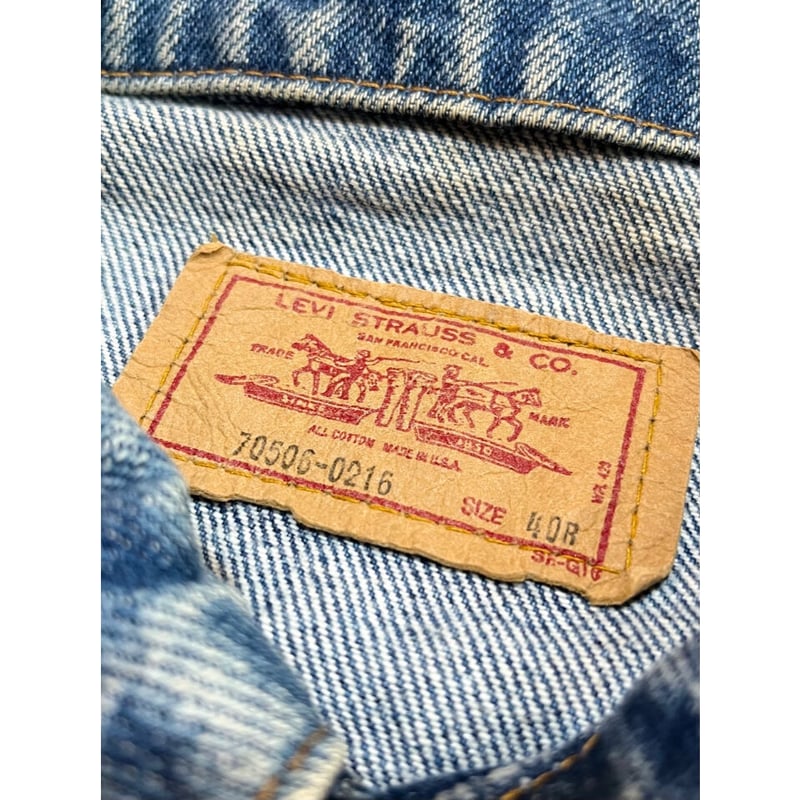 LEVI STRAUSS & CO.
SAN FRANCISCO CAL.
TRADE MARK
ALL COTTON MADE IN U.S.A.
70506-0216
SIZE 40R